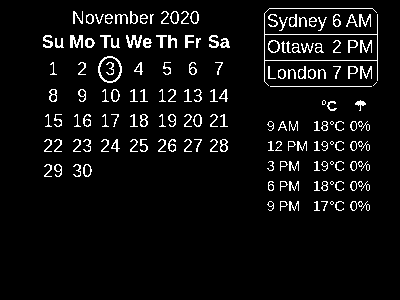 November 2020
Su Mo Tu We Th Fr Sa
1 2 3 4 5 6 7
8 9 10 11 12 13 14
15 16 17 18 19 20 21
22 23 24 25 26 27 28
29 30
Sydney 6 AM
Ottawa 2 PM
London 7 PM
°C
9 AM 18°C 0%
12 PM 19°C 0%
3 PM 19°C 0%
6 PM 18°C 0%
9 PM 17°C 0%